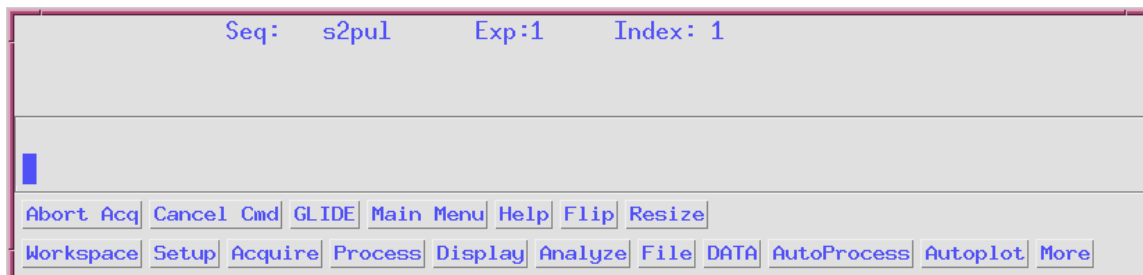 Seq: s2pul Exp:1 Index: 1
Abort Acq Cancel Cmd GLIDE Main Menu Help Flip Resize
Workspace Setup Acquire Process Display Analyze File DATA AutoProcess Autoplot More